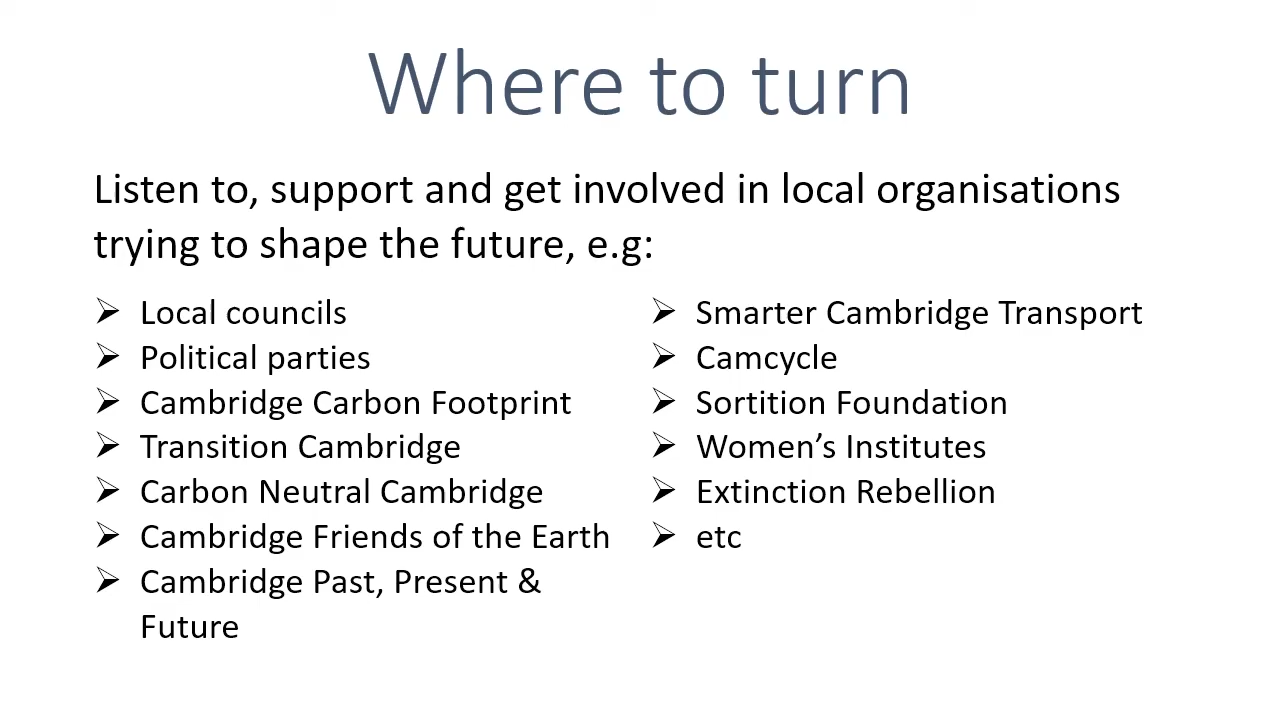 Where to turn
Listen to, support and get involved in local organisations
trying to shape the future, e.g:
➢ Local councils
➢ Political parties
➢ Cambridge Carbon Footprint
➢ Transition Cambridge
➢ Carbon Neutral Cambridge
➢ Cambridge Friends of the Earth
➢ Cambridge Past, Present &
Future
➢ Smarter Cambridge Transport
➢ Camcycle
➢ Sortition Foundation
➢ Women’s Institutes
➢ Extinction Rebellion
➢ etc